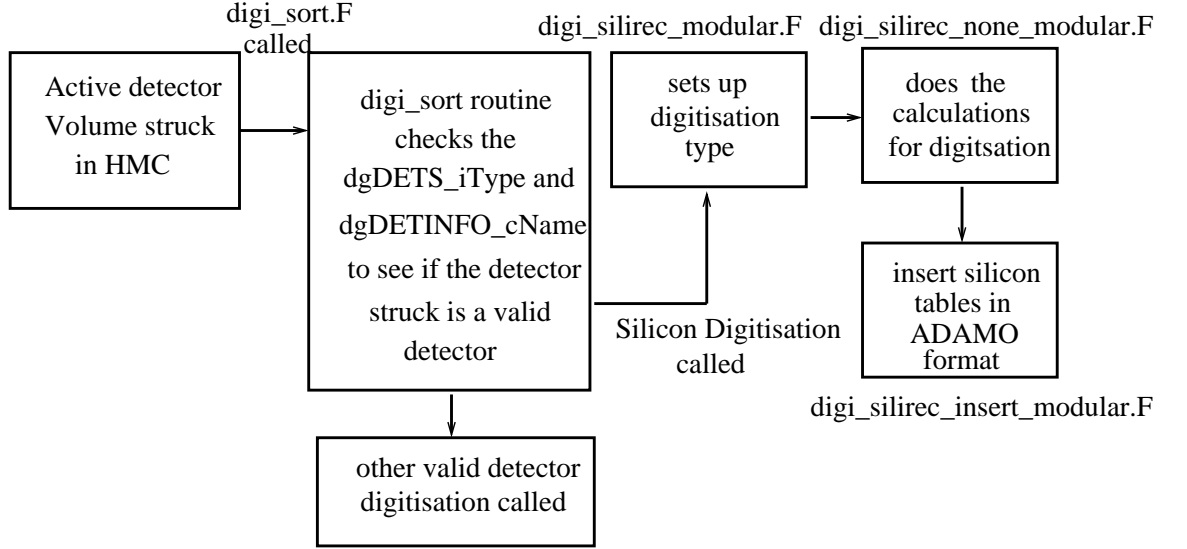 digi_sort.F
called
Active detector
Volume struck
in HMC
digi_sort routine
checks the
dgDETS_iType and
dgDETINFO_cName
to see if the detector
struck is a valid
detector
other valid detector
digitisation called
Silicon Digitisation
called
digi_silirec_modular.F
sets up
digitisation
type
digi_silirec_none_modular.F
does the
calculations
for digitsation
insert silicon
tables in
ADAMO
format
digi_silirec_insert_modular.F